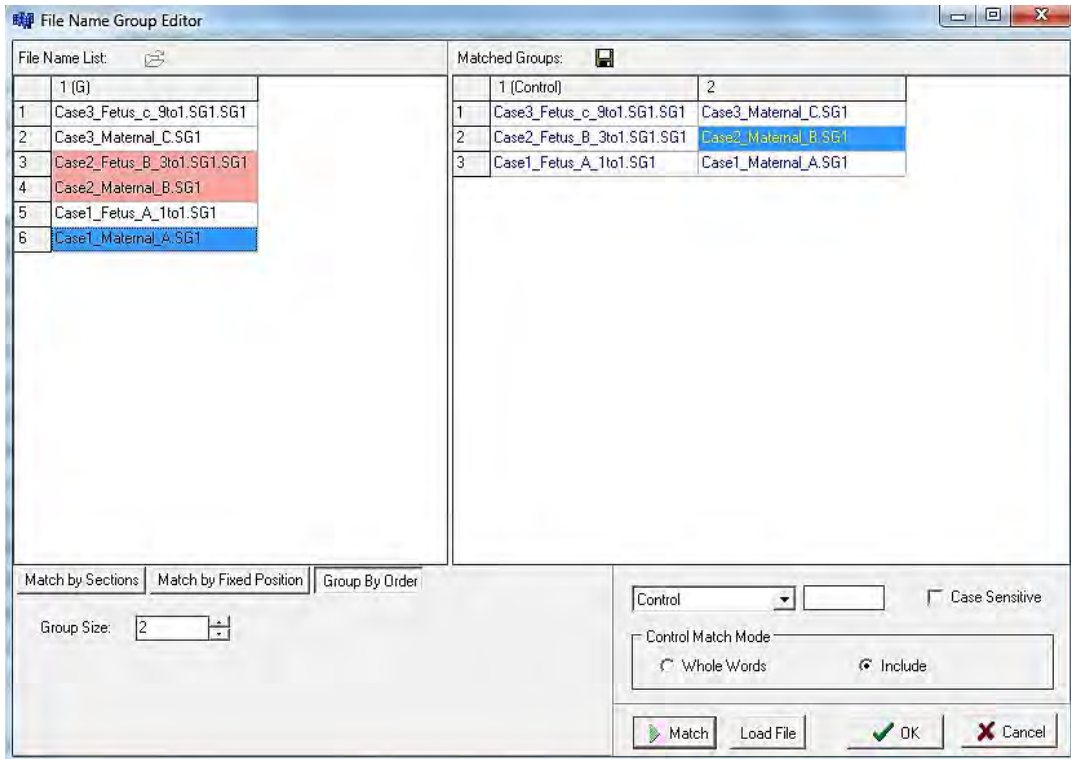 File Name Group Editor
File Name List:
Matched Groups:
1 (G)
1 Case3_Fetus_c_9to1.SG1.SG1
2 Case3_Maternal_C.SG1
3 Case2_Fetus_B_3to1.SG1.SG1
4 Case2_Maternal_B.SG1
5 Case1_Fetus_A_1to1.SG1
6 Case1_Maternal_A.SG1
1 (Control) 2
1 Case3_Fetus_c_9to1.SG1.SG1 Case3_Maternal_C.SG1
2 Case2_Fetus_B_3to1.SG1.SG1 Case2_Maternal_B.SG1
3 Case1_Fetus_A_1to1.SG1 Case1_Maternal_A.SG1
Match by Sections Match by Fixed Position Group By Order
Group Size: 2
Control Case Sensitive
Control Match Mode
Whole Words Include
Match Load File OK Cancel